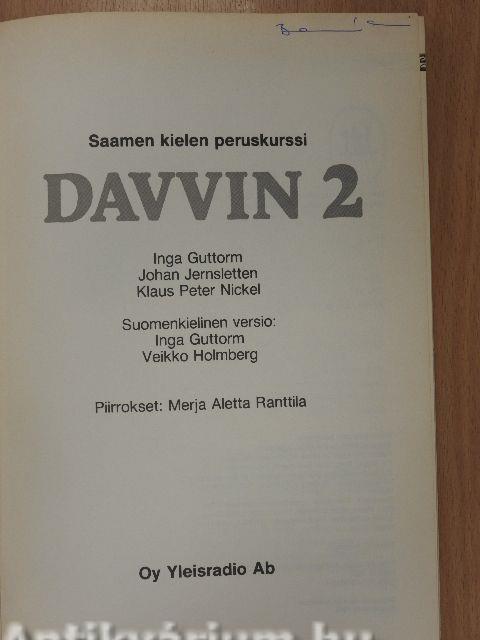 Saamen kielen peruskurssi
DAVVIN 2
Inga Guttorm
Johan Jernsletten
Klaus Peter Nickel
Suomenkielinen versio:
Inga Guttorm
Veikko Holmberg
Piirrokset: Merja Aletta Ranttila
Oy Yleisradio Ab
Antikvárium.hu